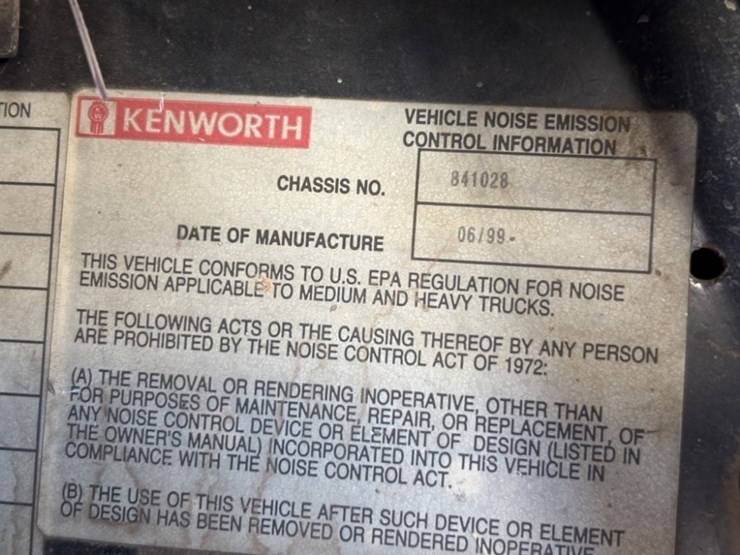 TION
KENWORTH
VEHICLE NOISE EMISSION
CONTROL INFORMATION
CHASSIS NO. 841028
DATE OF MANUFACTURE 06/99-
THIS VEHICLE CONFORMS TO U.S. EPA REGULATION FOR NOISE
EMISSION APPLICABLE TO MEDIUM AND HEAVY TRUCKS.
THE FOLLOWING ACTS OR THE CAUSING THEREOF BY ANY PERSON
ARE PROHIBITED BY THE NOISE CONTROL ACT OF 1972:
(A) THE REMOVAL OR RENDERING INOPERATIVE, OTHER THAN
FOR PURPOSES OF MAINTENANCE, REPAIR, OR REPLACEMENT, OF
ANY NOISE CONTROL DEVICE OR ELEMENT OF DESIGN (LISTED IN
THE OWNER'S MANUAL) INCORPORATED INTO THIS VEHICLE IN
COMPLIANCE WITH THE NOISE CONTROL ACT.
(B) THE USE OF THIS VEHICLE AFTER SUCH DEVICE OR ELEMENT
OF DESIGN HAS BEEN REMOVED OR RENDERED INOPERATIVE